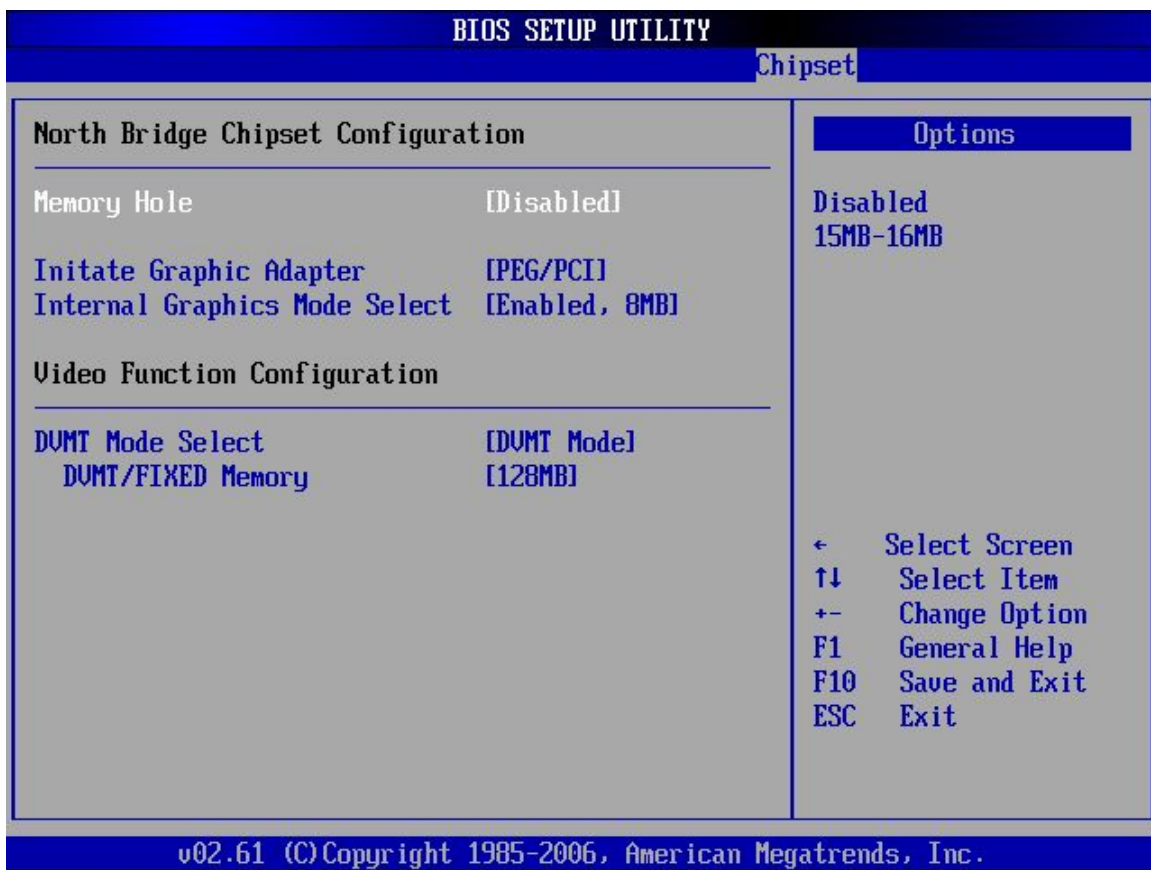 BIOS SETUP UTILITY
Chipset
North Bridge Chipset Configuration
Memory Hole [Disabled]
Initate Graphic Adapter [PEG/PCI]
Internal Graphics Mode Select [Enabled, 8MB]
Video Function Configuration
DVMT Mode Select [DVMT Mode]
DVMT/FIXED Memory [128MB]
Options
Disabled
15MB-16MB
← Select Screen
↑↓ Select Item
+- Change Option
F1 General Help
F10 Save and Exit
ESC Exit
v02.61 (C)Copyright 1985-2006, American Megatrends, Inc.